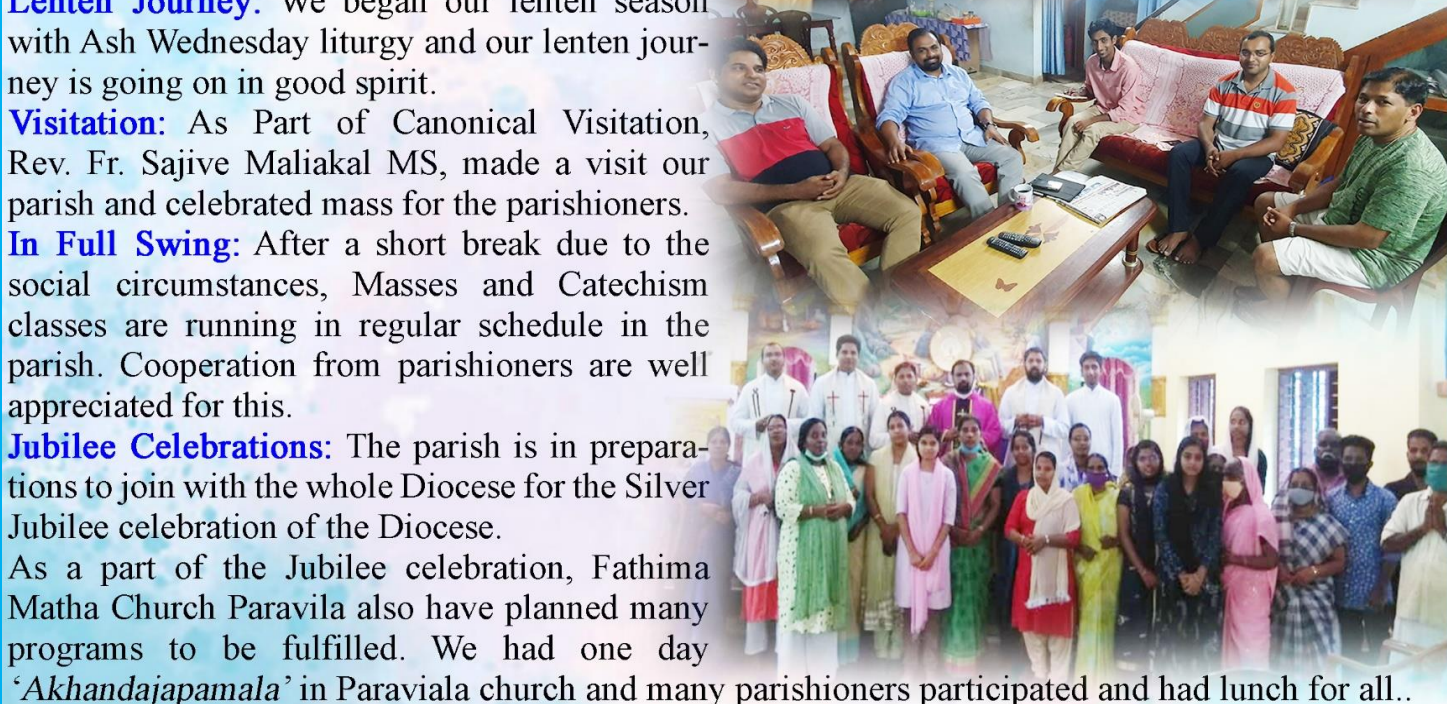 Lenten Journey: We began our lenten season
with Ash Wednesday liturgy and our lenten jour-
ney is going on in good spirit.
Visitation: As Part of Canonical Visitation,
Rev. Fr. Sajive Maliakal MS, made a visit our
parish and celebrated mass for the parishioners.
In Full Swing: After a short break due to the
social circumstances, Masses and Catechism
classes are running in regular schedule in the
parish. Cooperation from parishioners are well
appreciated for this.
Jubilee Celebrations: The parish is in prepara-
tions to join with the whole Diocese for the Silver
Jubilee celebration of the Diocese.
As a part of the Jubilee celebration, Fathima
Matha Church Paravila also have planned many
programs to be fulfilled. We had one day
‘Akhandajapamala’ in Paraviala church and many parishioners participated and had lunch for all..